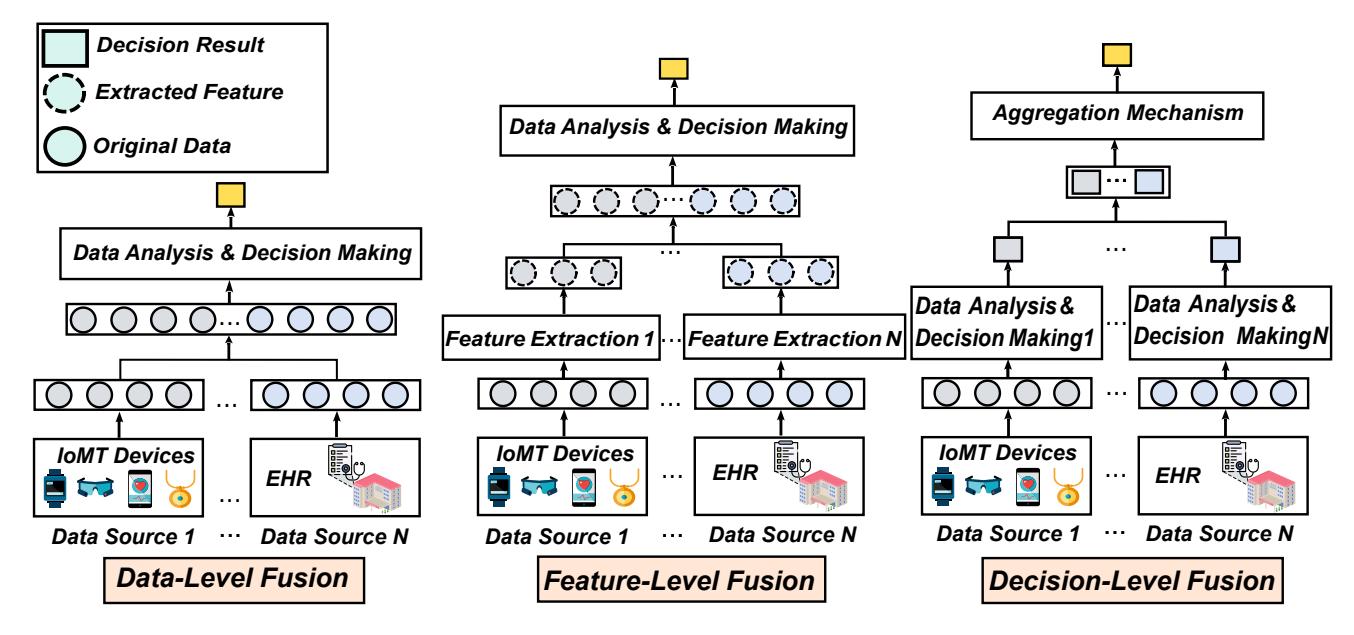 Decision Result
Extracted Feature
Original Data
Data Analysis & Decision Making
...
...
IoMT Devices
EHR
...
Data Source 1 ... Data Source N
Data-Level Fusion
Data Analysis & Decision Making
...
...
Feature Extraction 1 ... Feature Extraction N
...
IoMT Devices
EHR
...
Data Source 1 ... Data Source N
Feature-Level Fusion
Aggregation Mechanism
...
...
Data Analysis &
Decision Making1
...
Data Analysis &
Decision MakingN
...
IoMT Devices
EHR
...
Data Source 1 ... Data Source N
Decision-Level Fusion